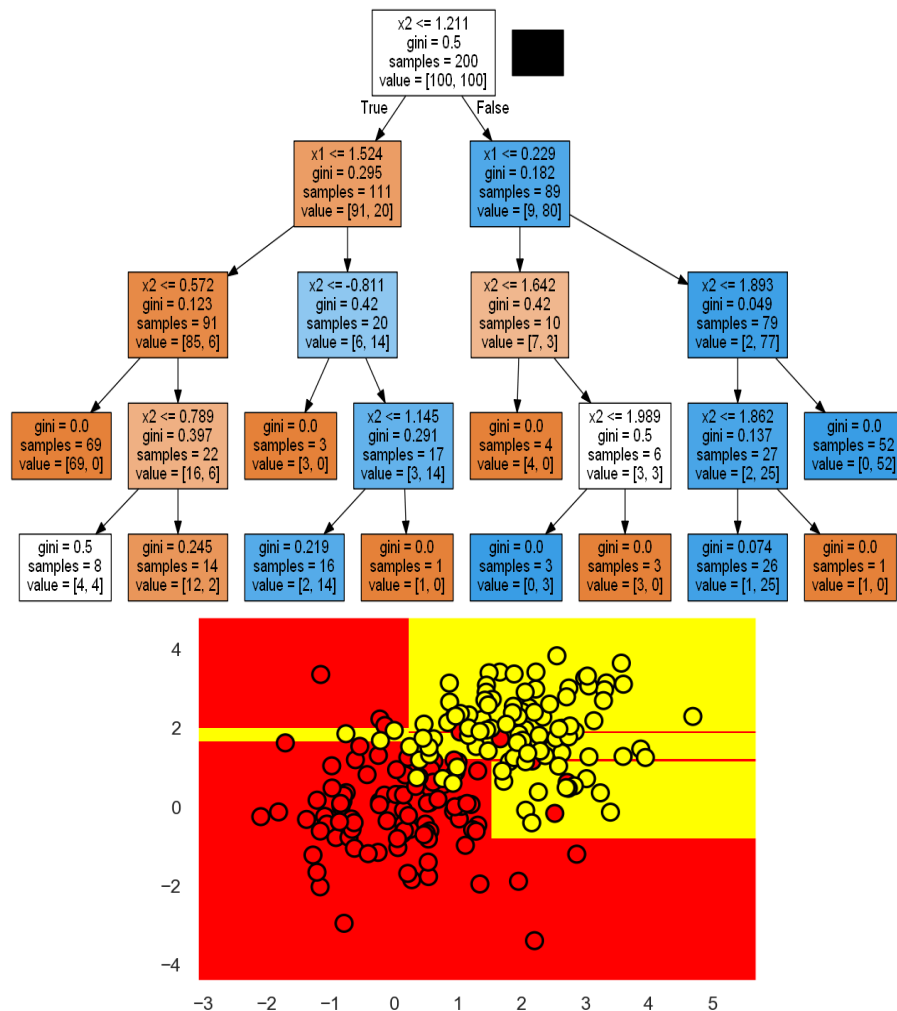 x2 <= 1.211
gini = 0.5
samples = 200
value = [100, 100]
True
False
x1 <= 1.524
gini = 0.295
samples = 111
value = [91, 20]
x1 <= 0.229
gini = 0.182
samples = 89
value = [9, 80]
x2 <= 0.572
gini = 0.123
samples = 91
value = [85, 6]
x2 <= -0.811
gini = 0.42
samples = 20
value = [6, 14]
x2 <= 1.642
gini = 0.42
samples = 10
value = [7, 3]
x2 <= 1.893
gini = 0.049
samples = 79
value = [2, 77]
gini = 0.0
samples = 69
value = [69, 0]
x2 <= 0.789
gini = 0.397
samples = 22
value = [16, 6]
gini = 0.0
samples = 3
value = [3, 0]
x2 <= 1.145
gini = 0.291
samples = 17
value = [3, 14]
gini = 0.0
samples = 4
value = [4, 0]
x2 <= 1.989
gini = 0.5
samples = 6
value = [3, 3]
x2 <= 1.862
gini = 0.137
samples = 27
value = [2, 25]
gini = 0.0
samples = 52
value = [0, 52]
gini = 0.5
samples = 8
value = [4, 4]
gini = 0.245
samples = 14
value = [12, 2]
gini = 0.219
samples = 16
value = [2, 14]
gini = 0.0
samples = 1
value = [1, 0]
gini = 0.0
samples = 3
value = [0, 3]
gini = 0.0
samples = 3
value = [3, 0]
gini = 0.074
samples = 26
value = [1, 25]
gini = 0.0
samples = 1
value = [1, 0]
4
2
0
−2
−4
−3 −2 −1 0 1 2 3 4 5